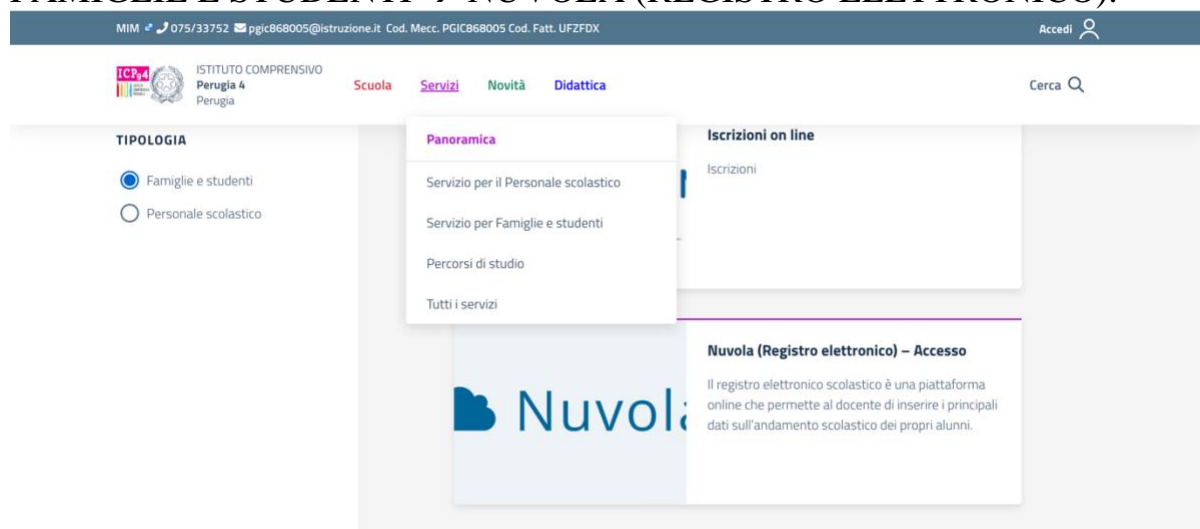 FAMIGLIE E STUDENTI → NUVOLA (REGISTRO ELETTRONICO).
MIM 075/33752 pgic868005@istruzione.it Cod. Mecc. PGIC868005 Cod. Fatt. UFZFDX
Accedi
ICPg4
ISTITUTO COMPRENSIVO
Perugia 4
Perugia
Scuola
Servizi
Novità
Didattica
Cerca
TIPOLOGIA
Famiglie e studenti
Personale scolastico
Panoramica
Servizio per il Personale scolastico
Servizio per Famiglie e studenti
Percorsi di studio
Tutti i servizi
Iscrizioni on line
Iscrizioni
Nuvola
Nuvola (Registro elettronico) – Accesso
Il registro elettronico scolastico è una piattaforma
online che permette al docente di inserire i principali
dati sull'andamento scolastico dei propri alunni.